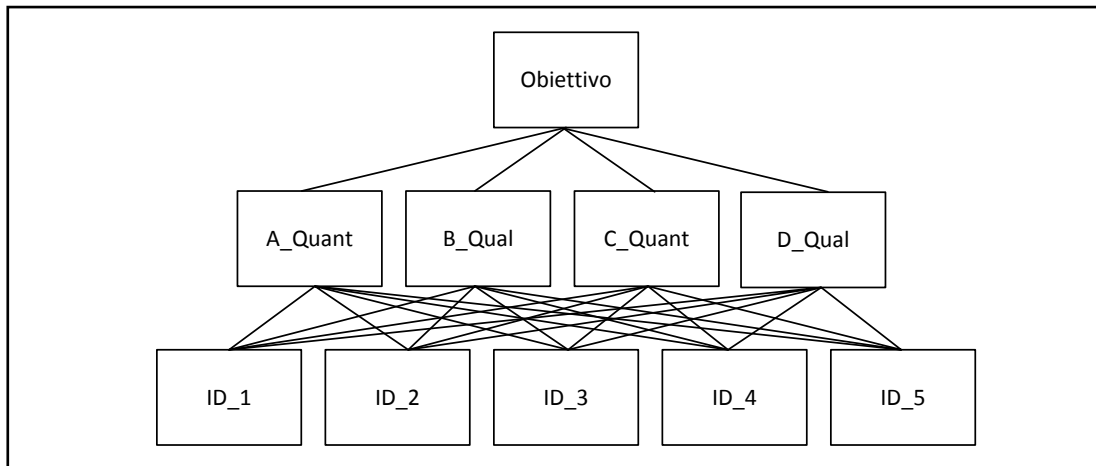 Obiettivo
A_Quant
B_Qual
C_Quant
D_Qual
ID_1
ID_2
ID_3
ID_4
ID_5